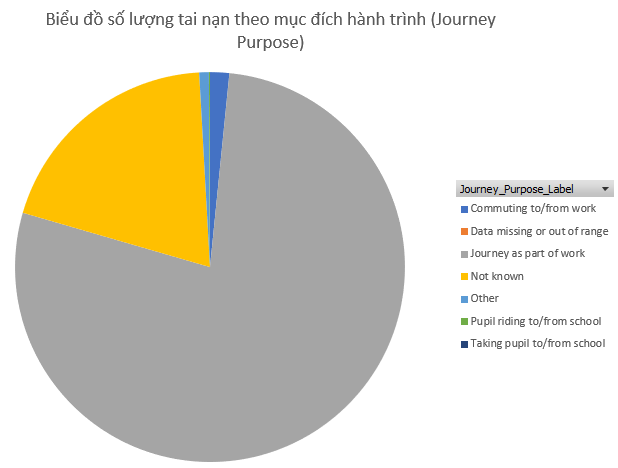 Biểu đồ số lượng tai nạn theo mục đích hành trình (Journey
Purpose)
Journey_Purpose_Label
Commuting to/from work
Data missing or out of range
Journey as part of work
Not known
Other
Pupil riding to/from school
Taking pupil to/from school